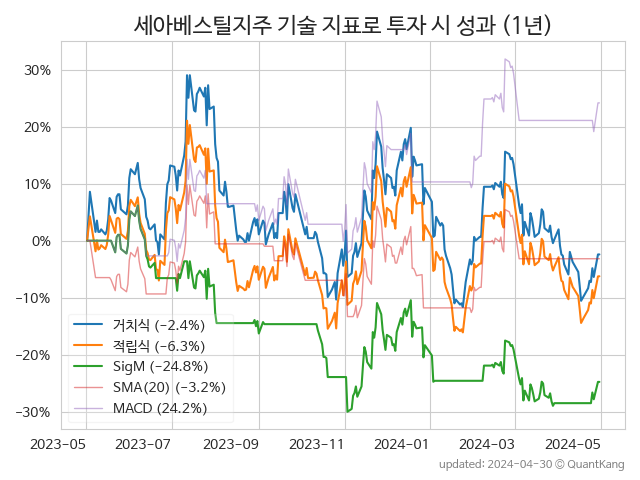 세아베스틸지주 기술 지표로 투자 시 성과 (1년)
30%
20%
10%
0%
−10%
−20%
−30%
거치식 (−2.4%)
적립식 (−6.3%)
SigM (−24.8%)
SMA(20) (−3.2%)
MACD (24.2%)
2023-05 2023-07 2023-09 2023-11 2024-01 2024-03 2024-05
updated: 2024-04-30 © QuantKang